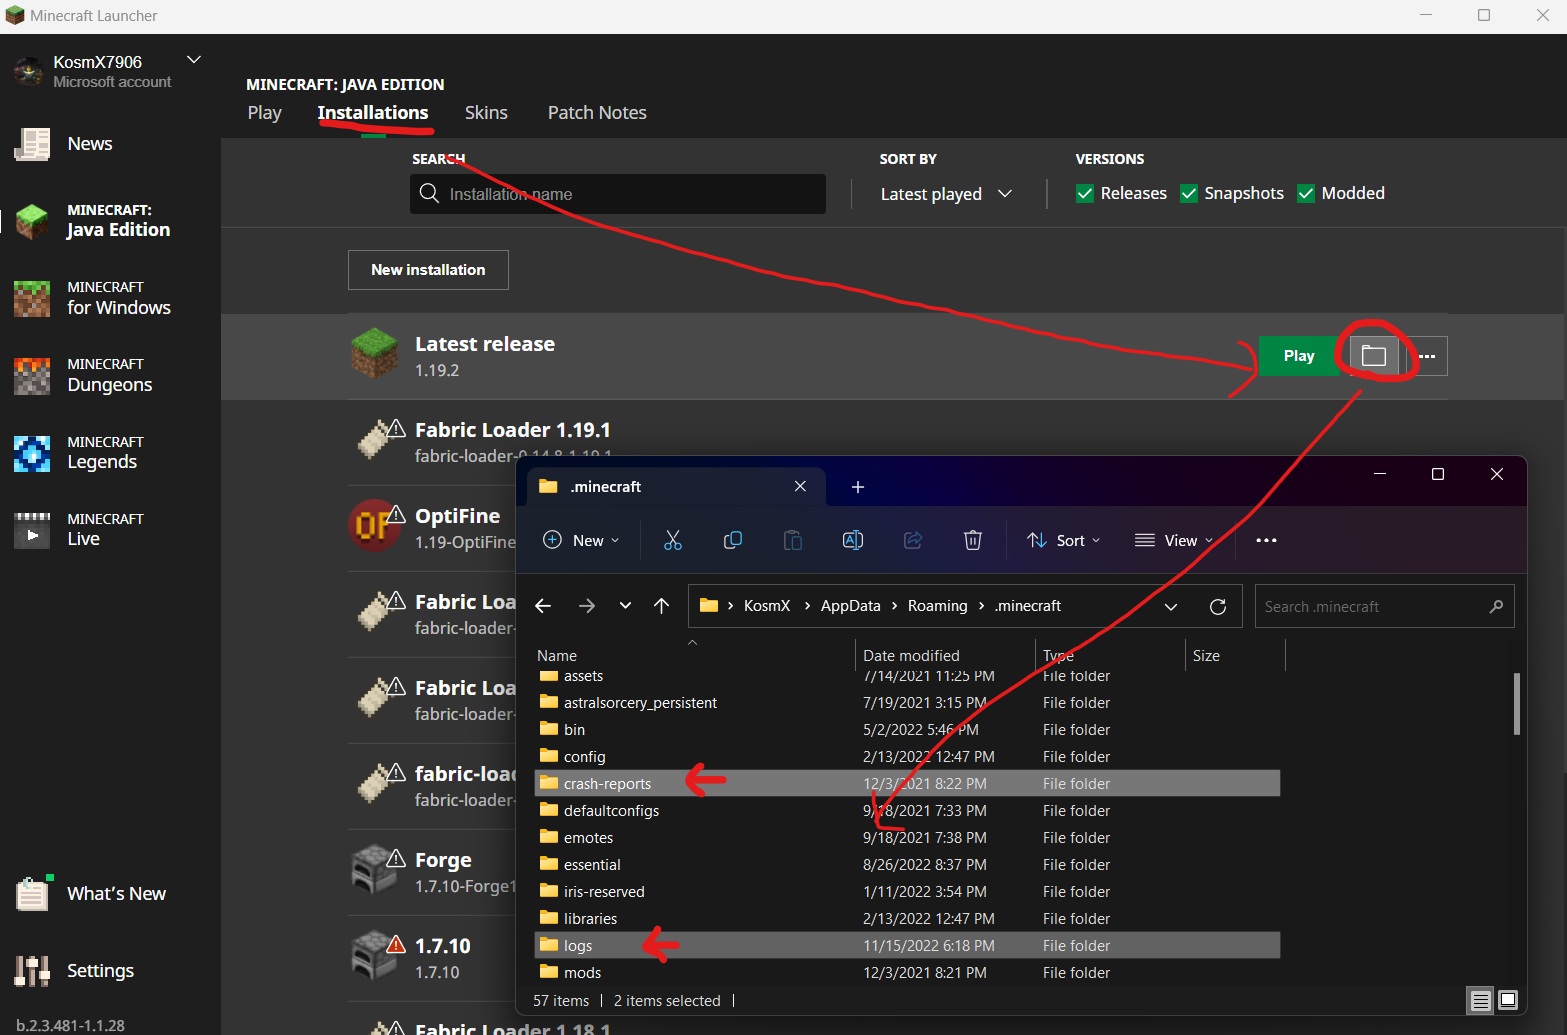 Minecraft Launcher
KosmX7906
Microsoft account
News
MINECRAFT:
Java Edition
MINECRAFT
for Windows
MINECRAFT
Dungeons
MINECRAFT
Legends
MINECRAFT
Live
What's New
Settings
b.2.3.481-1.1.28
MINECRAFT: JAVA EDITION
Play Installations Skins Patch Notes
SEARCH SORT BY VERSIONS
Installation name Latest played Releases Snapshots Modded
New installation
Latest release
1.19.2
Play
Fabric Loader 1.19.1
fabric-loader-0.14.8-1.19.1
OptiFine
1.19-OptiFine
Fabric Loa
fabric-loader-
Fabric Loa
fabric-loader-
fabric-load
fabric-loader-
Forge
1.7.10-Forge1
1.7.10
1.7.10
Fabric Loader 1.18.1
.minecraft
New Sort View
KosmX > AppData > Roaming > .minecraft
Search .minecraft
Name Date modified Type Size
assets 7/14/2021 11:25 PM File folder
astralsorcery_persistent 7/19/2021 3:15 PM File folder
bin 5/2/2022 5:46 PM File folder
config 2/13/2022 12:47 PM File folder
crash-reports 12/3/2021 8:22 PM File folder
defaultconfigs 9/18/2021 7:33 PM File folder
emotes 9/18/2021 7:38 PM File folder
essential 8/26/2022 8:37 PM File folder
iris-reserved 1/11/2022 3:54 PM File folder
libraries 2/13/2022 12:47 PM File folder
logs 11/15/2022 6:18 PM File folder
mods 12/3/2021 8:21 PM File folder
57 items | 2 items selected |